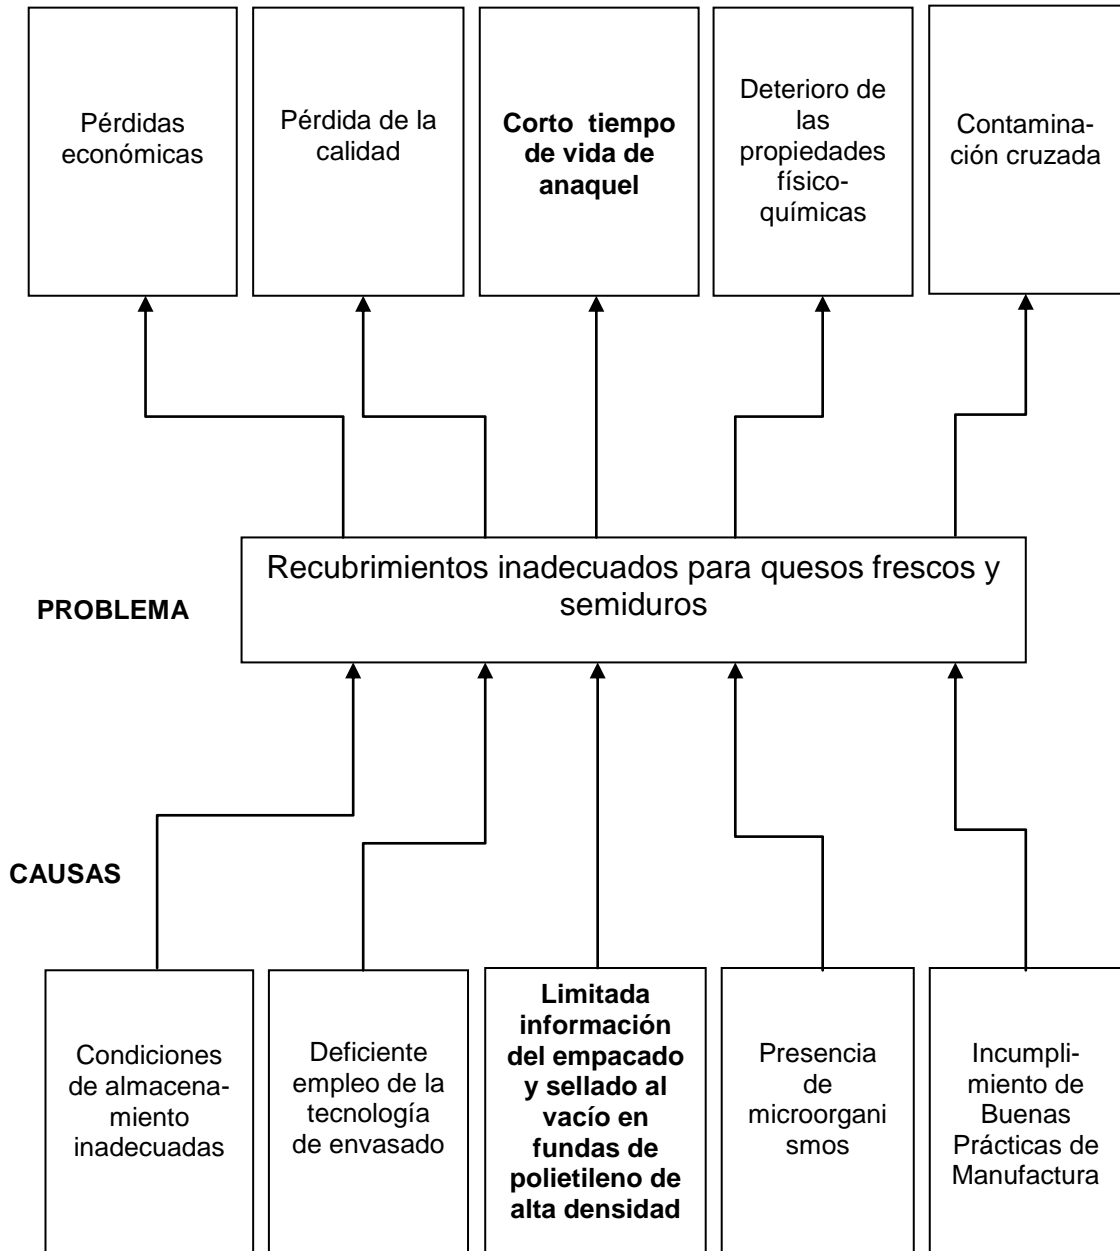 Pérdidas
económicas
Pérdida de la
calidad
Corto tiempo
de vida de
anaquel
Deterioro de
las
propiedades
físico-
químicas
Contamina-
ción cruzada
Recubrimientos inadecuados para quesos frescos y
semiduros
PROBLEMA
CAUSAS
Condiciones
de almacena-
miento
inadecuadas
Deficiente
empleo de la
tecnología
de envasado
Limitada
información
del empacado
y sellado al
vacío en
fundas de
polietileno de
alta densidad
Presencia
de
microorgani
smos
Incumpli-
miento de
Buenas
Prácticas de
Manufactura